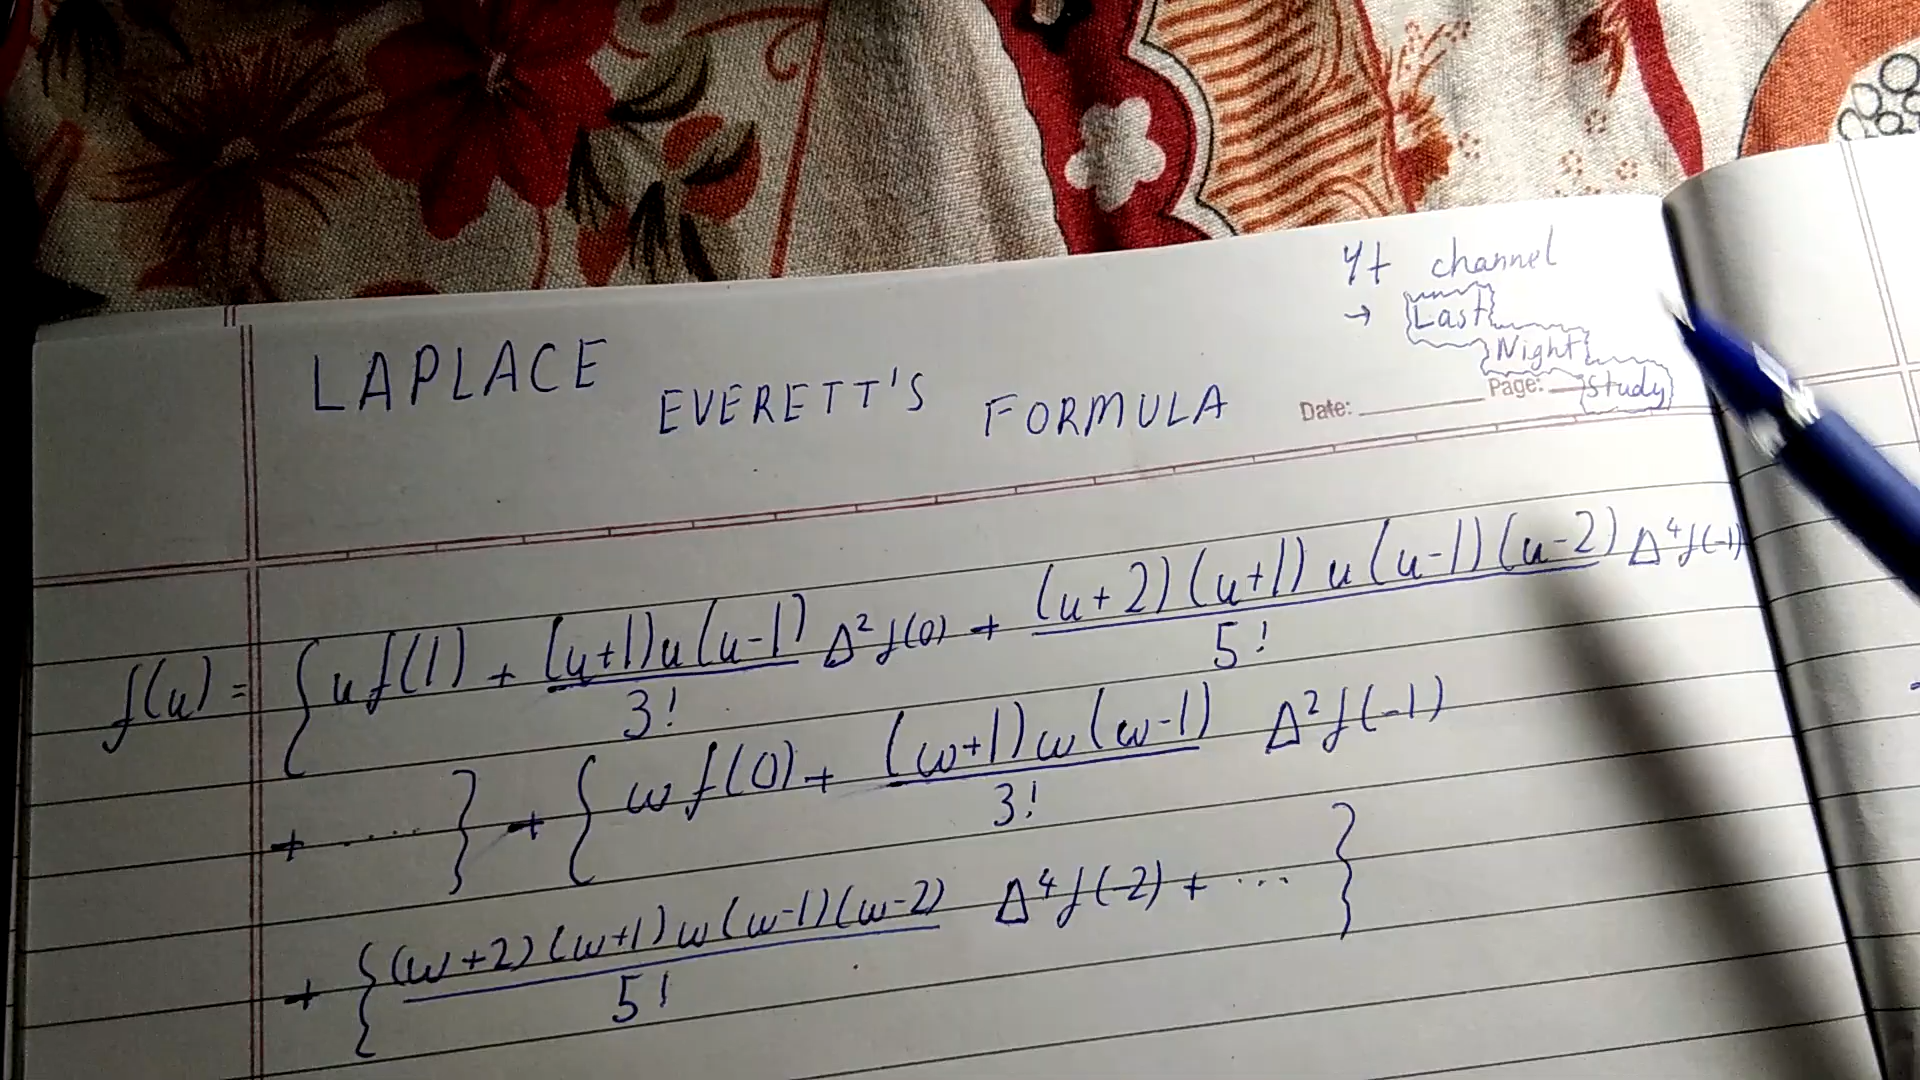 Yt channel
→ Last
Night
Study
Page:
Date:
LAPLACE EVERETT'S FORMULA
f(u) = { u f(1) + (u+1)u(u-1)/3! Δ²f(0) + (u+2)(u+1)u(u-1)(u-2)/5! Δ⁴f(-1)
+ ..... } + { w f(0) + (w+1)w(w-1)/3! Δ²f(-1)
+ { (w+2)(w+1)w(w-1)(w-2)/5! Δ⁴f(-2) + ... }